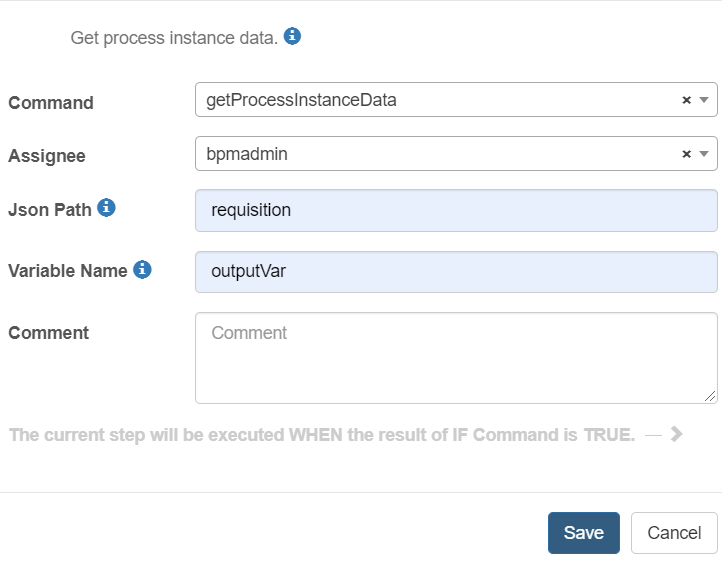 Get process instance data.
Command
getProcessInstanceData
Assignee
bpmadmin
Json Path
requisition
Variable Name
outputVar
Comment
Comment
The current step will be executed WHEN the result of IF Command is TRUE.
Save Cancel